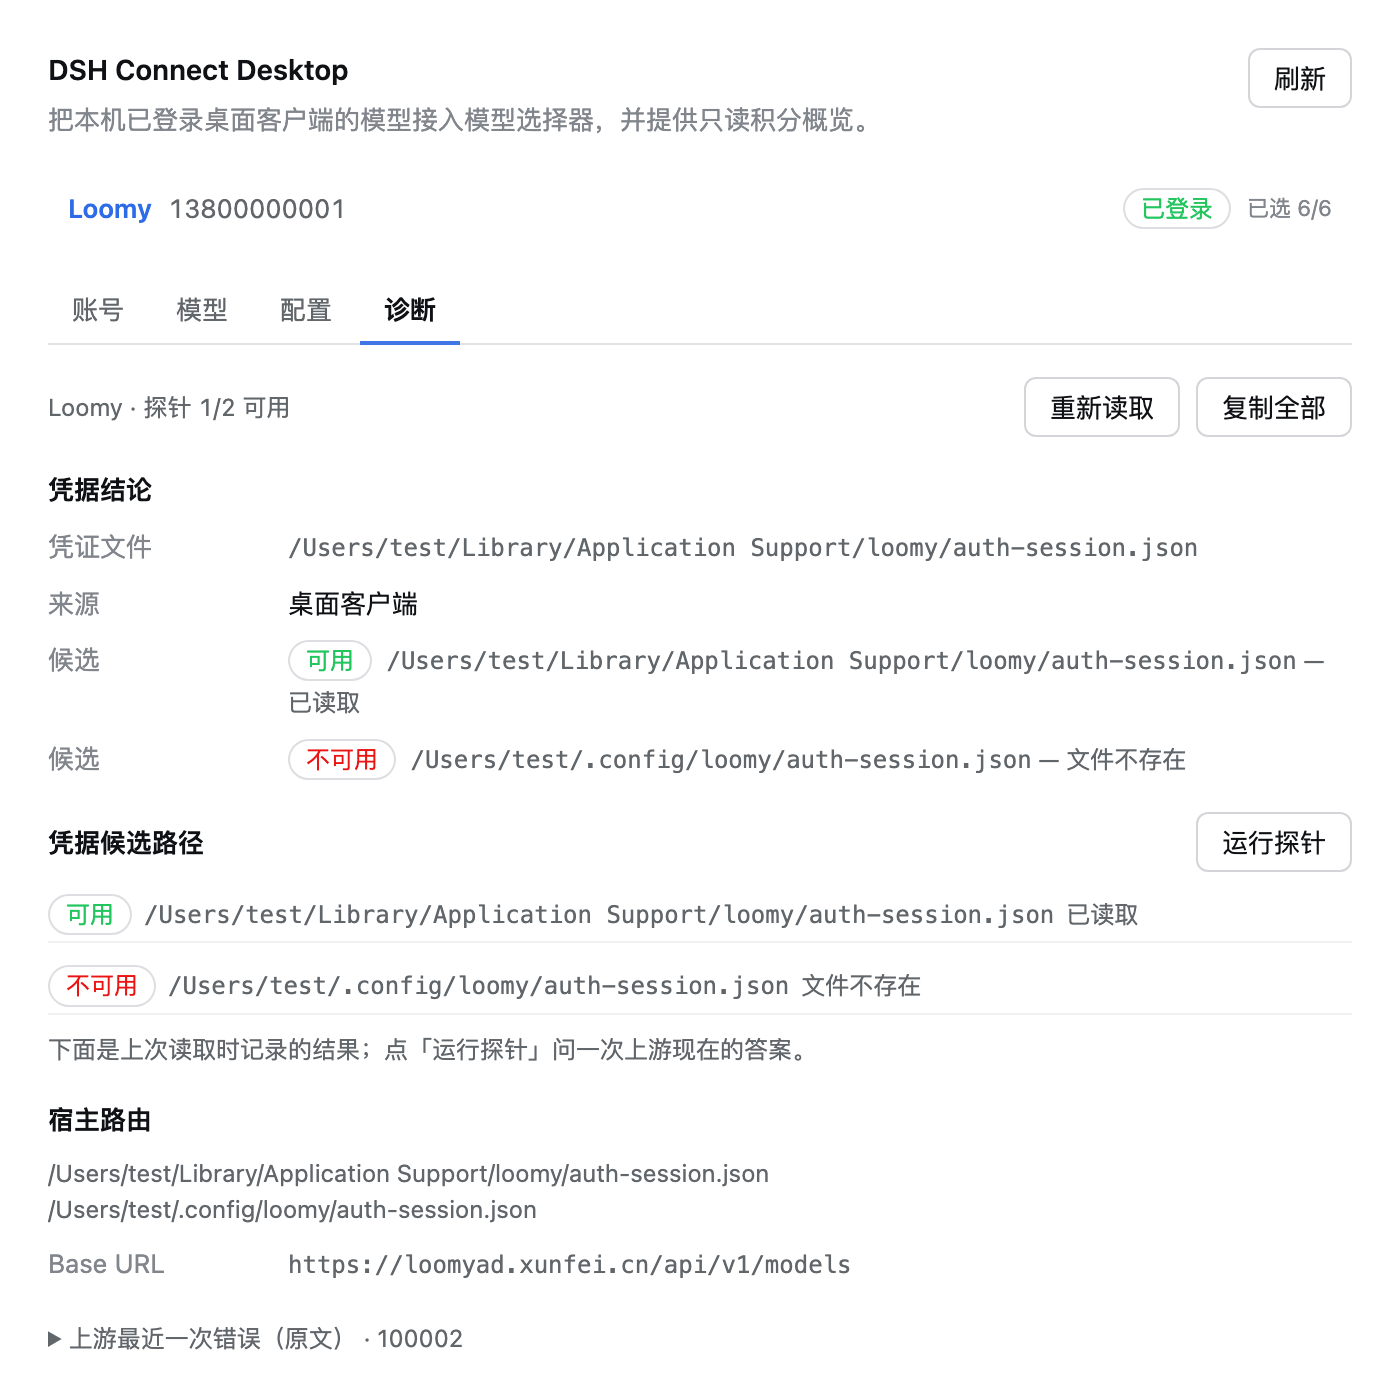 DSH Connect Desktop
刷新
把本机已登录桌面客户端的模型接入模型选择器，并提供只读积分概览。
Loomy 13800000001 已登录 已选 6/6
账号 模型 配置 诊断
Loomy · 探针 1/2 可用 重新读取 复制全部
凭据结论
凭证文件 /Users/test/Library/Application Support/loomy/auth-session.json
来源 桌面客户端
候选 可用 /Users/test/Library/Application Support/loomy/auth-session.json —
已读取
候选 不可用 /Users/test/.config/loomy/auth-session.json — 文件不存在
凭据候选路径 运行探针
可用 /Users/test/Library/Application Support/loomy/auth-session.json 已读取
不可用 /Users/test/.config/loomy/auth-session.json 文件不存在
下面是上次读取时记录的结果；点「运行探针」问一次上游现在的答案。
宿主路由
/Users/test/Library/Application Support/loomy/auth-session.json
/Users/test/.config/loomy/auth-session.json
Base URL https://loomyad.xunfei.cn/api/v1/models
▶ 上游最近一次错误（原文） · 100002